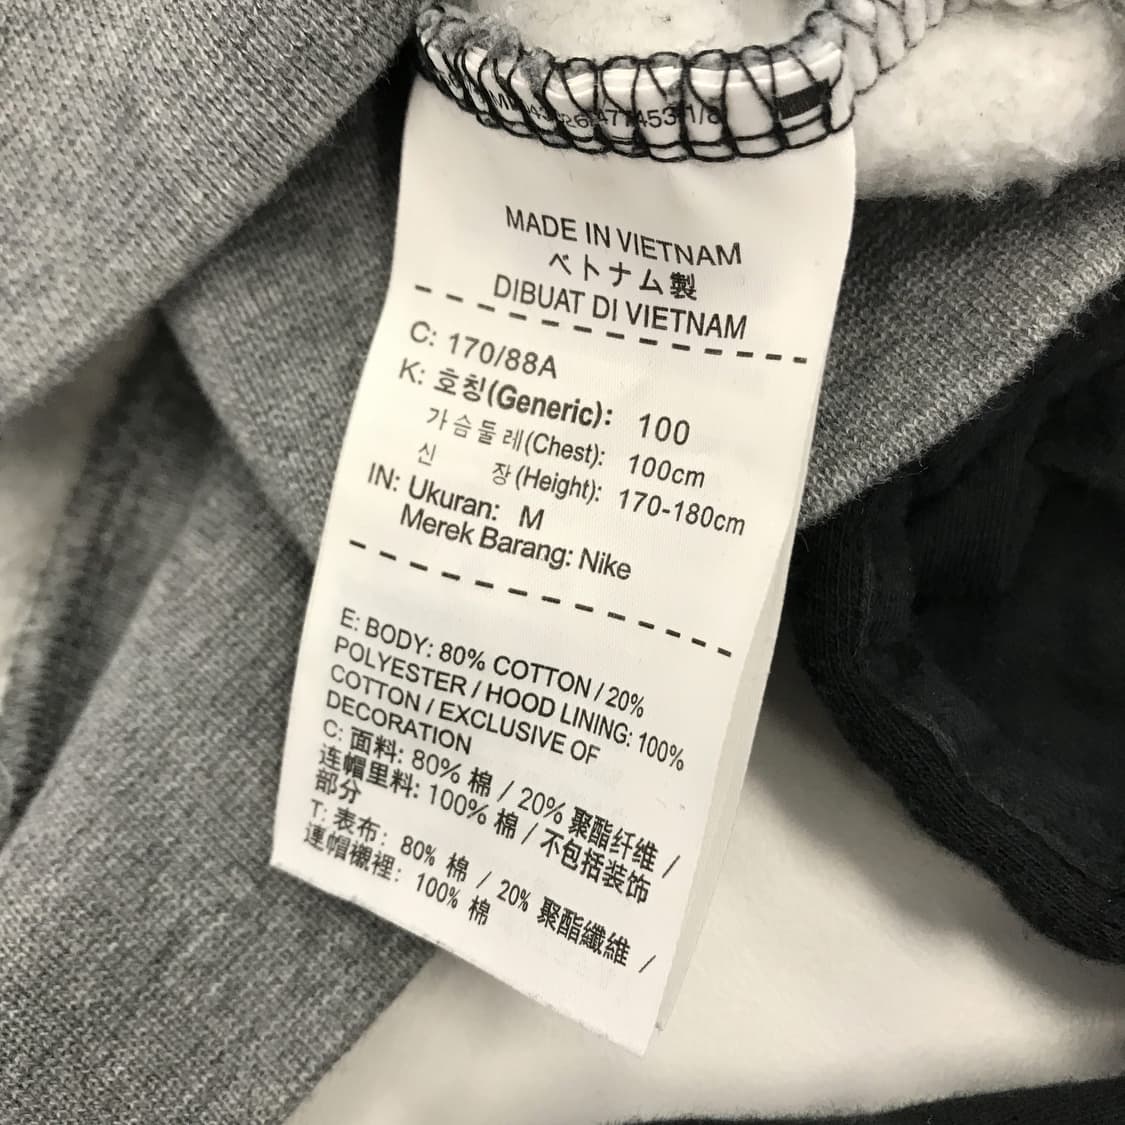 MADE IN VIETNAM
ベトナム製
DIBUAT DI VIETNAM
C: 170/88A
K: 호칭(Generic): 100
가슴둘레(Chest): 100cm
신 장(Height): 170-180cm
IN: Ukuran: M
Merek Barang: Nike
E: BODY: 80% COTTON / 20%
POLYESTER / HOOD LINING: 100%
COTTON / EXCLUSIVE OF
DECORATION
C: 面料: 80% 棉 / 20% 聚酯纤维 /
连帽里料: 100% 棉 / 不包括装饰
部分
T: 表布: 80% 棉 / 20% 聚酯纖維 /
連帽襯裡: 100% 棉